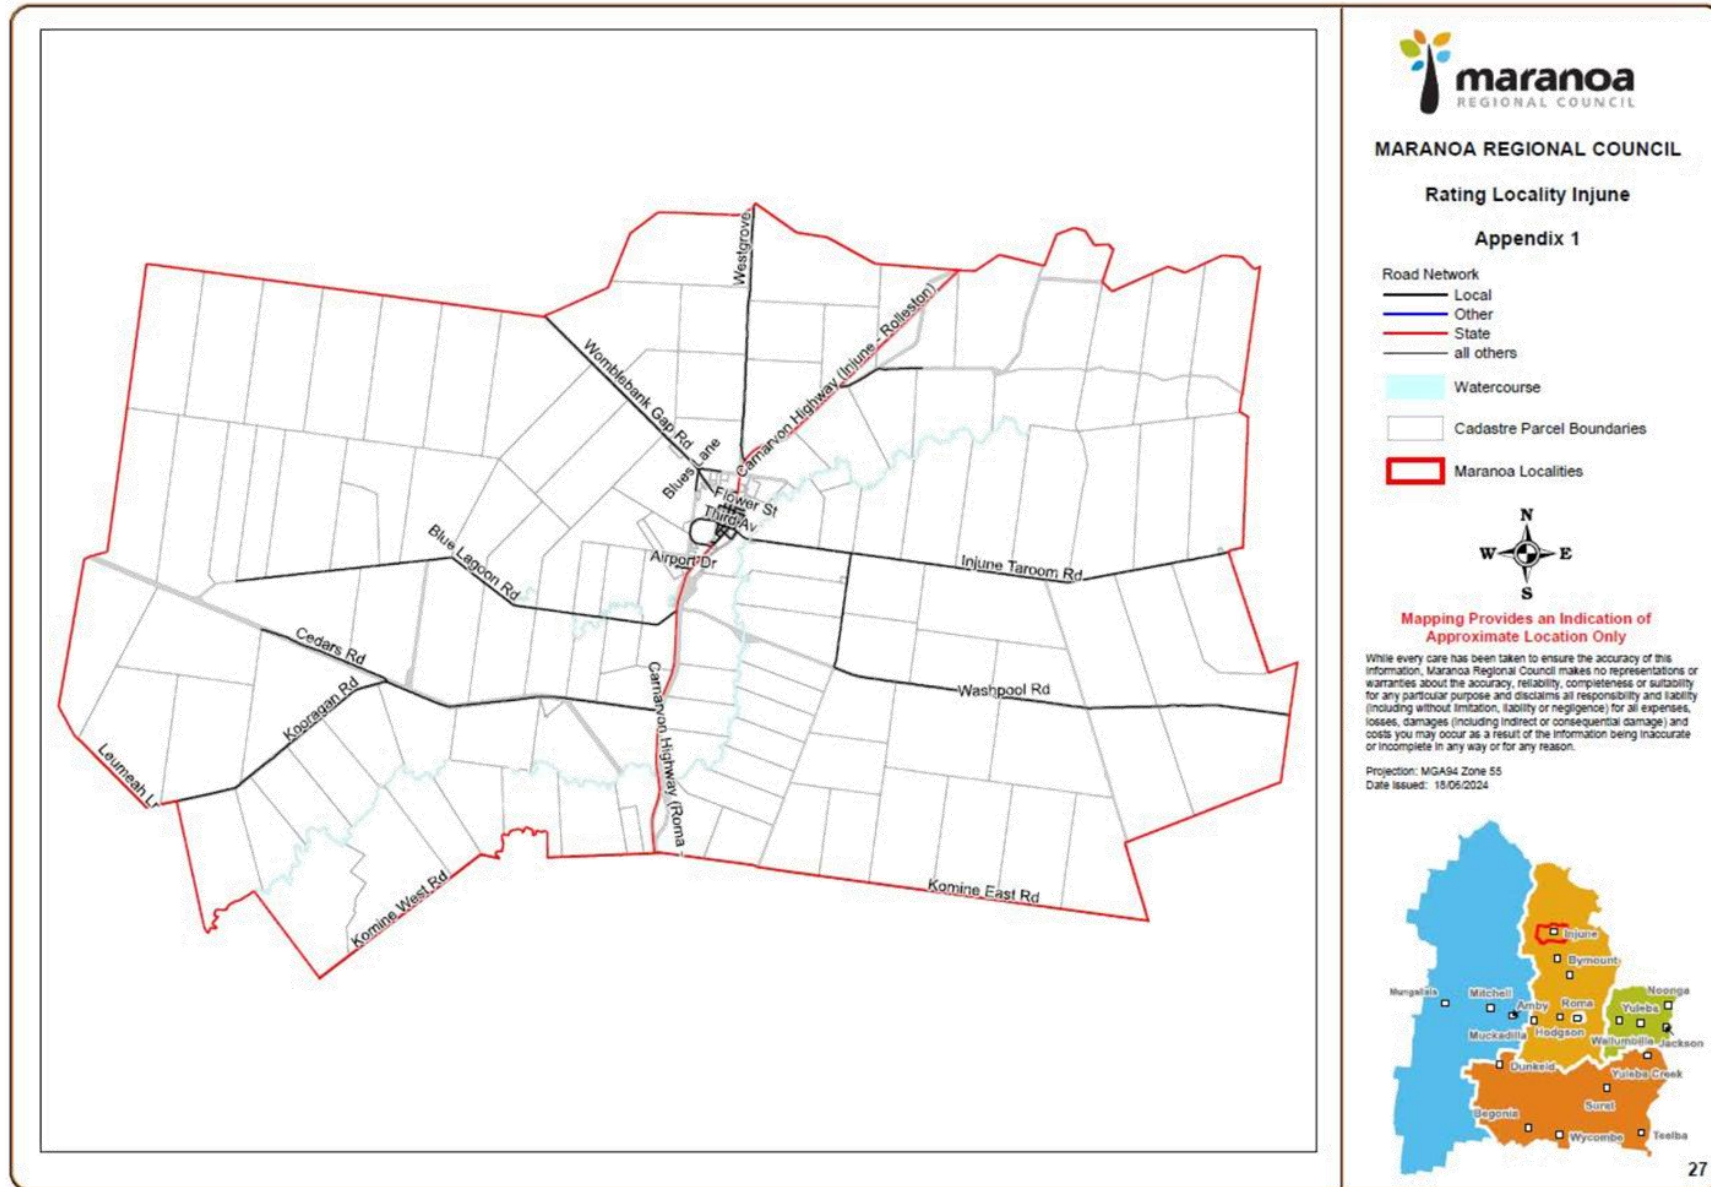 Westgrove
Carnarvon Highway (Injune - Rolleston)
Womblebank Gap Rd
Blues Lane
Flower St
Third Av
Airport Dr
Injune Taroom Rd
Blue Lagoon Rd
Cedars Rd
Kooragan Rd
Washpool Rd
Leumeah Ln
Carnarvon Highway (Roma -
Komine West Rd
Komine East Rd
maranoa
REGIONAL COUNCIL
MARANOA REGIONAL COUNCIL
Rating Locality Injune
Appendix 1
Road Network
Local
Other
State
all others
Watercourse
Cadastre Parcel Boundaries
Maranoa Localities
N
W E
S
Mapping Provides an Indication of
Approximate Location Only
While every care has been taken to ensure the accuracy of this
information, Maranoa Regional Council makes no representations or
warranties about the accuracy, reliability, completeness or suitability
for any particular purpose and disclaims all responsibility and liability
(including without limitation, liability or negligence) for all expenses,
losses, damages (including indirect or consequential damage) and
costs you may occur as a result of the information being inaccurate
or incomplete in any way or for any reason.
Projection: MGA94 Zone 55
Date Issued: 18/06/2024
Injune
Bymount
Mungallala
Mitchell
Amby
Roma
Noonga
Yuleba
Muckadilla
Hodgson
Wallumbilla
Jackson
Dunkeld
Yuleba Creek
Surat
Begonia
Wycombe
Teelba
27